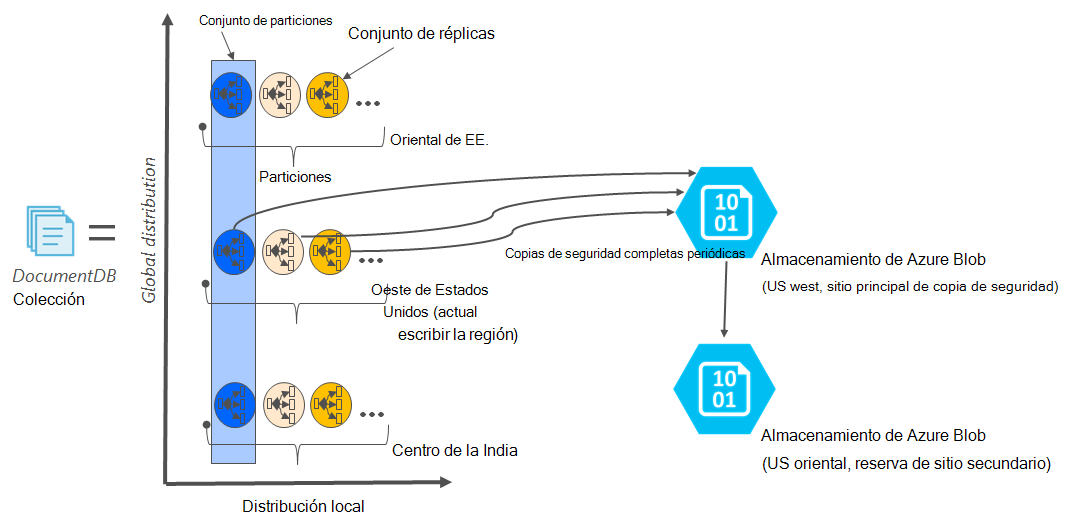 Conjunto de particiones
Conjunto de réplicas
Oriental de EE.
Particiones
Global distribution
DocumentDB
Colección
Copias de seguridad completas periódicas
Oeste de Estados
Unidos (actual
escribir la región)
10
01
Almacenamiento de Azure Blob
(US west, sitio principal de copia de seguridad)
10
01
Almacenamiento de Azure Blob
(US oriental, reserva de sitio secundario)
Centro de la India
Distribución local